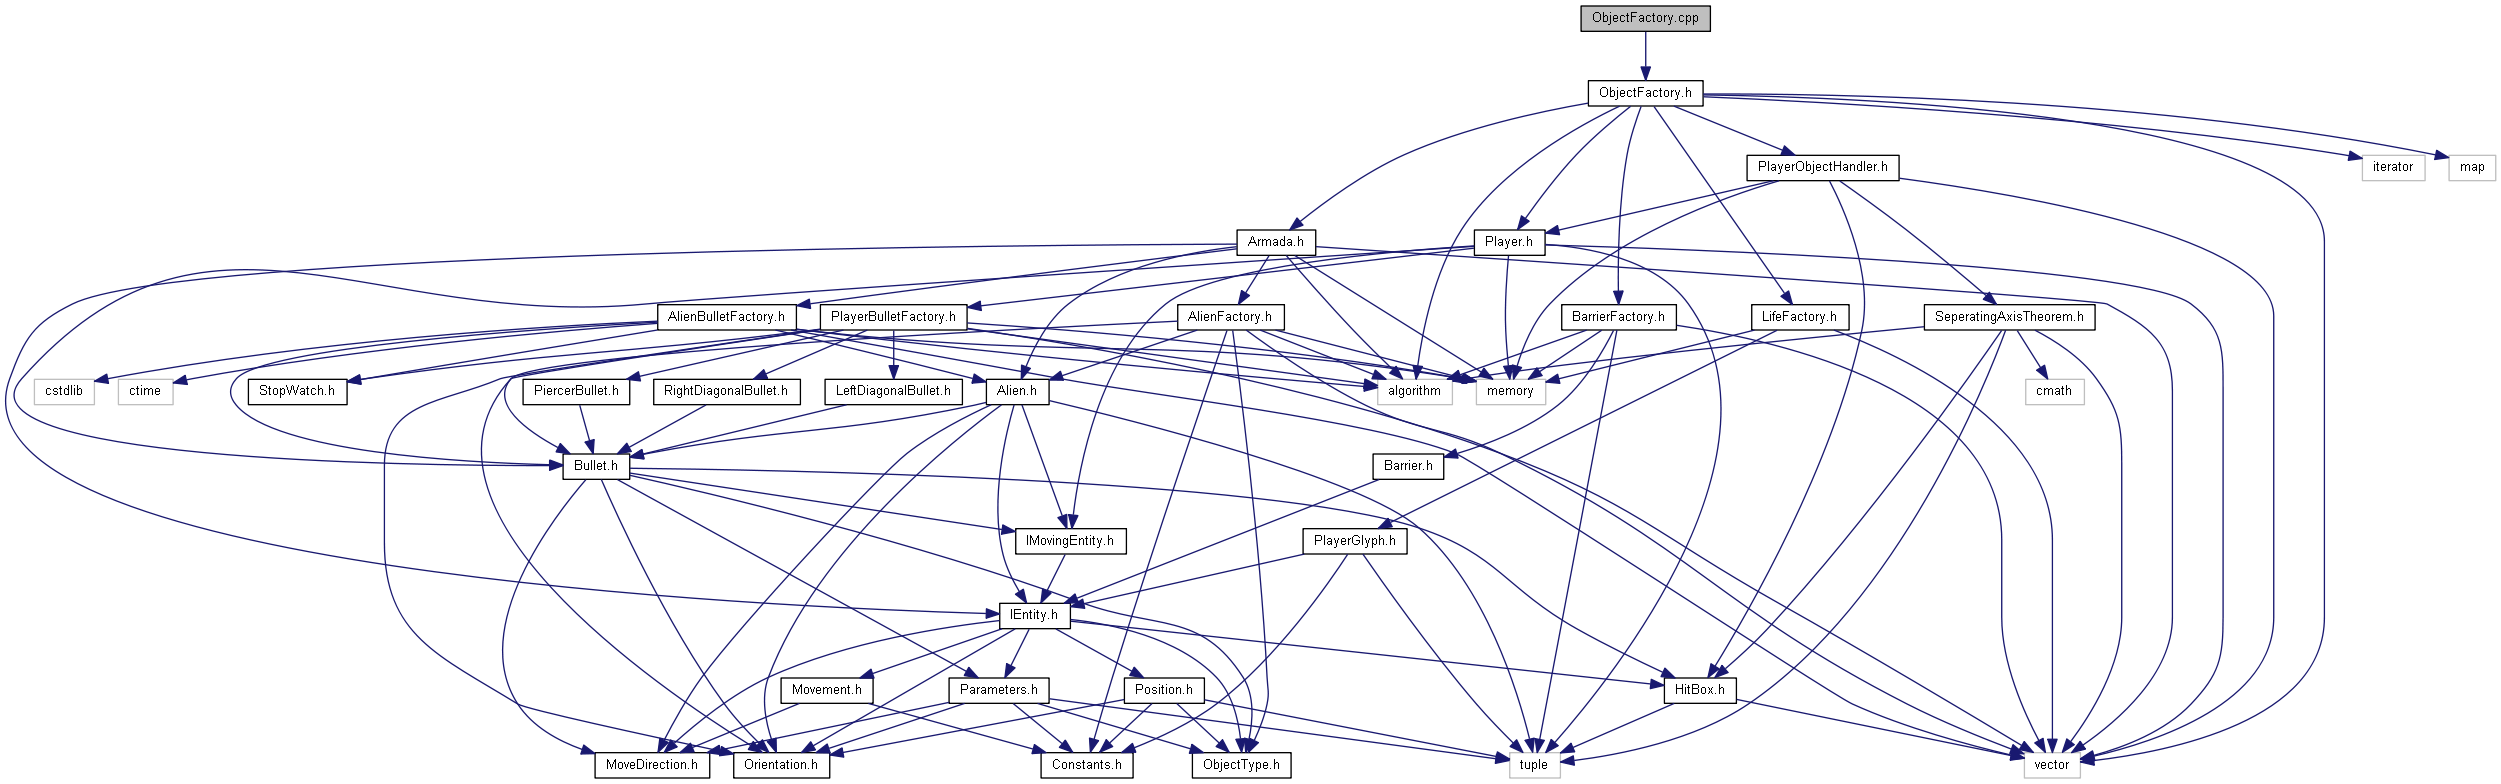 ObjectFactory.cpp
ObjectFactory.h
PlayerObjectHandler.h
iterator
map
Armada.h
Player.h
AlienBulletFactory.h
PlayerBulletFactory.h
AlienFactory.h
BarrierFactory.h
LifeFactory.h
SeperatingAxisTheorem.h
cstdlib
ctime
StopWatch.h
PiercerBullet.h
RightDiagonalBullet.h
LeftDiagonalBullet.h
Alien.h
algorithm
memory
cmath
Bullet.h
Barrier.h
IMovingEntity.h
PlayerGlyph.h
IEntity.h
Movement.h
Parameters.h
Position.h
HitBox.h
MoveDirection.h
Orientation.h
Constants.h
ObjectType.h
tuple
vector